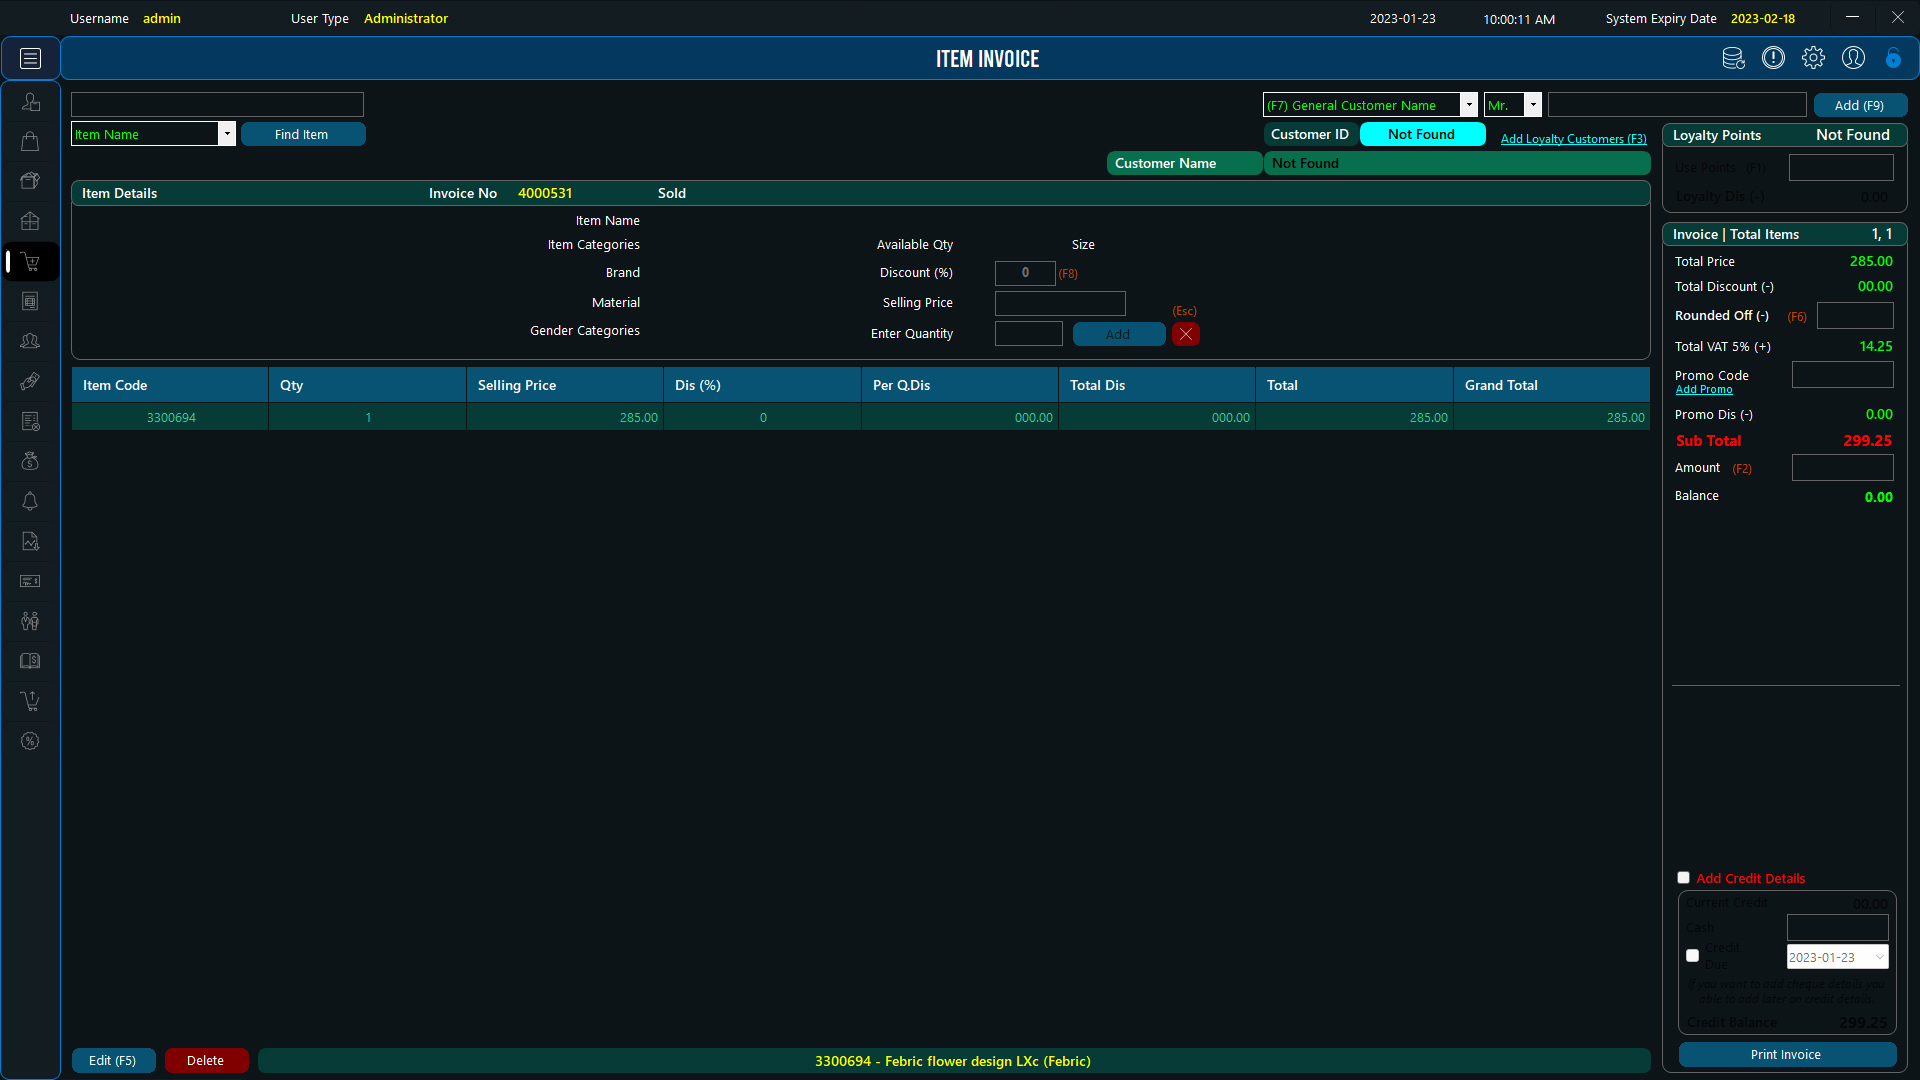 Username admin User Type Administrator 2023-01-23 10:00:11 AM System Expiry Date 2023-02-18
ITEM INVOICE
(F7) General Customer Name Mr. Add (F9)
Item Name Find Item Customer ID Not Found Add Loyalty Customers (F3)
Loyalty Points Not Found
Customer Name Not Found
Use Points (F1)
Loyalty Dis (-) 0.00
Item Details Invoice No 4000531 Sold
Item Name
Item Categories Available Qty Size
Brand Discount (%) 0 (F8)
Material Selling Price
(Esc)
Gender Categories Enter Quantity Add
Invoice | Total Items 1, 1
Total Price 285.00
Total Discount (-) 00.00
Rounded Off (-) (F6)
Total VAT 5% (+) 14.25
Promo Code
Add Promo
Promo Dis (-) 0.00
Sub Total 299.25
Amount (F2)
Balance 0.00
Item Code Qty Selling Price Dis (%) Per Q.Dis Total Dis Total Grand Total
3300694 1 285.00 0 000.00 000.00 285.00 285.00
Add Credit Details
Current Credit 00.00
Cash
Credit
Due 2023-01-23
If you want to add cheque details you
able to add later on credit details.
Credit Balance 299.25
Edit (F5) Delete 3300694 - Febric flower design LXc (Febric)
Print Invoice